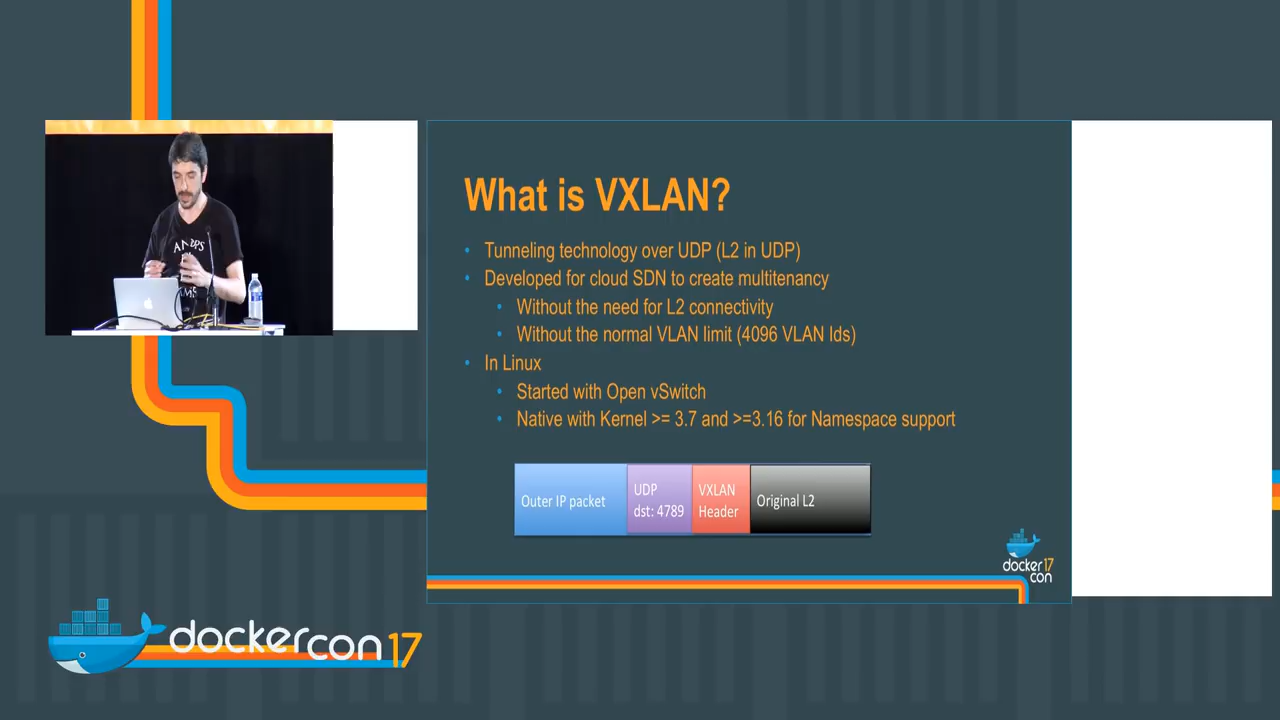 What is VXLAN?
• Tunneling technology over UDP (L2 in UDP)
• Developed for cloud SDN to create multitenancy
• Without the need for L2 connectivity
• Without the normal VLAN limit (4096 VLAN Ids)
• In Linux
• Started with Open vSwitch
• Native with Kernel >= 3.7 and >=3.16 for Namespace support
Outer IP packet
UDP
dst: 4789
VXLAN
Header
Original L2
docker 17
con
dockercon 17